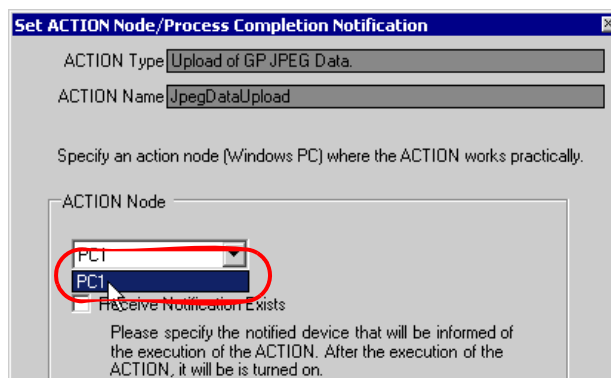 Set ACTION Node/Process Completion Notification
ACTION Type Upload of GP JPEG Data.
ACTION Name JpegDataUpload
Specify an action node (Windows PC) where the ACTION works practically.
ACTION Node
PC1
PC1
Receive Notification Exists
Please specify the notified device that will be informed of
the execution of the ACTION. After the execution of the
ACTION, it will be is turned on.